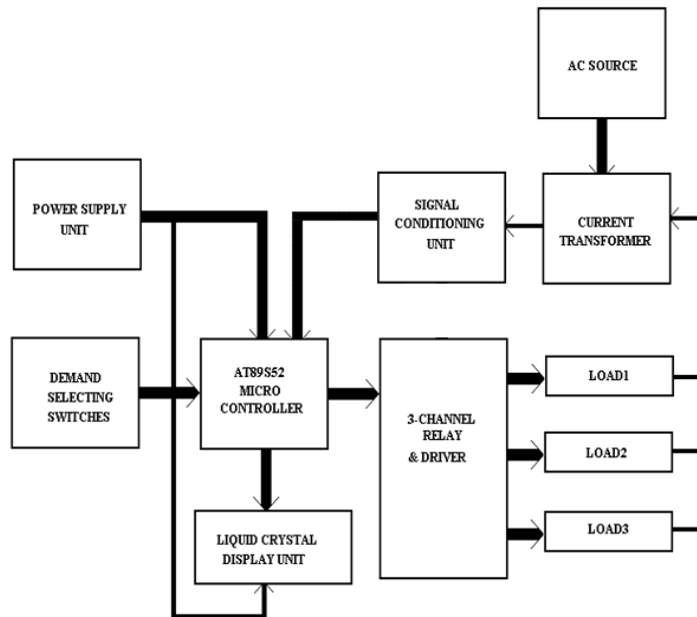 AC SOURCE
POWER SUPPLY
UNIT
SIGNAL
CONDITIONING
UNIT
CURRENT
TRANSFORMER
DEMAND
SELECTING
SWITCHES
AT89S52
MICRO
CONTROLLER
3-CHANNEL
RELAY
& DRIVER
LOAD1
LOAD2
LOAD3
LIQUID CRYSTAL
DISPLAY UNIT